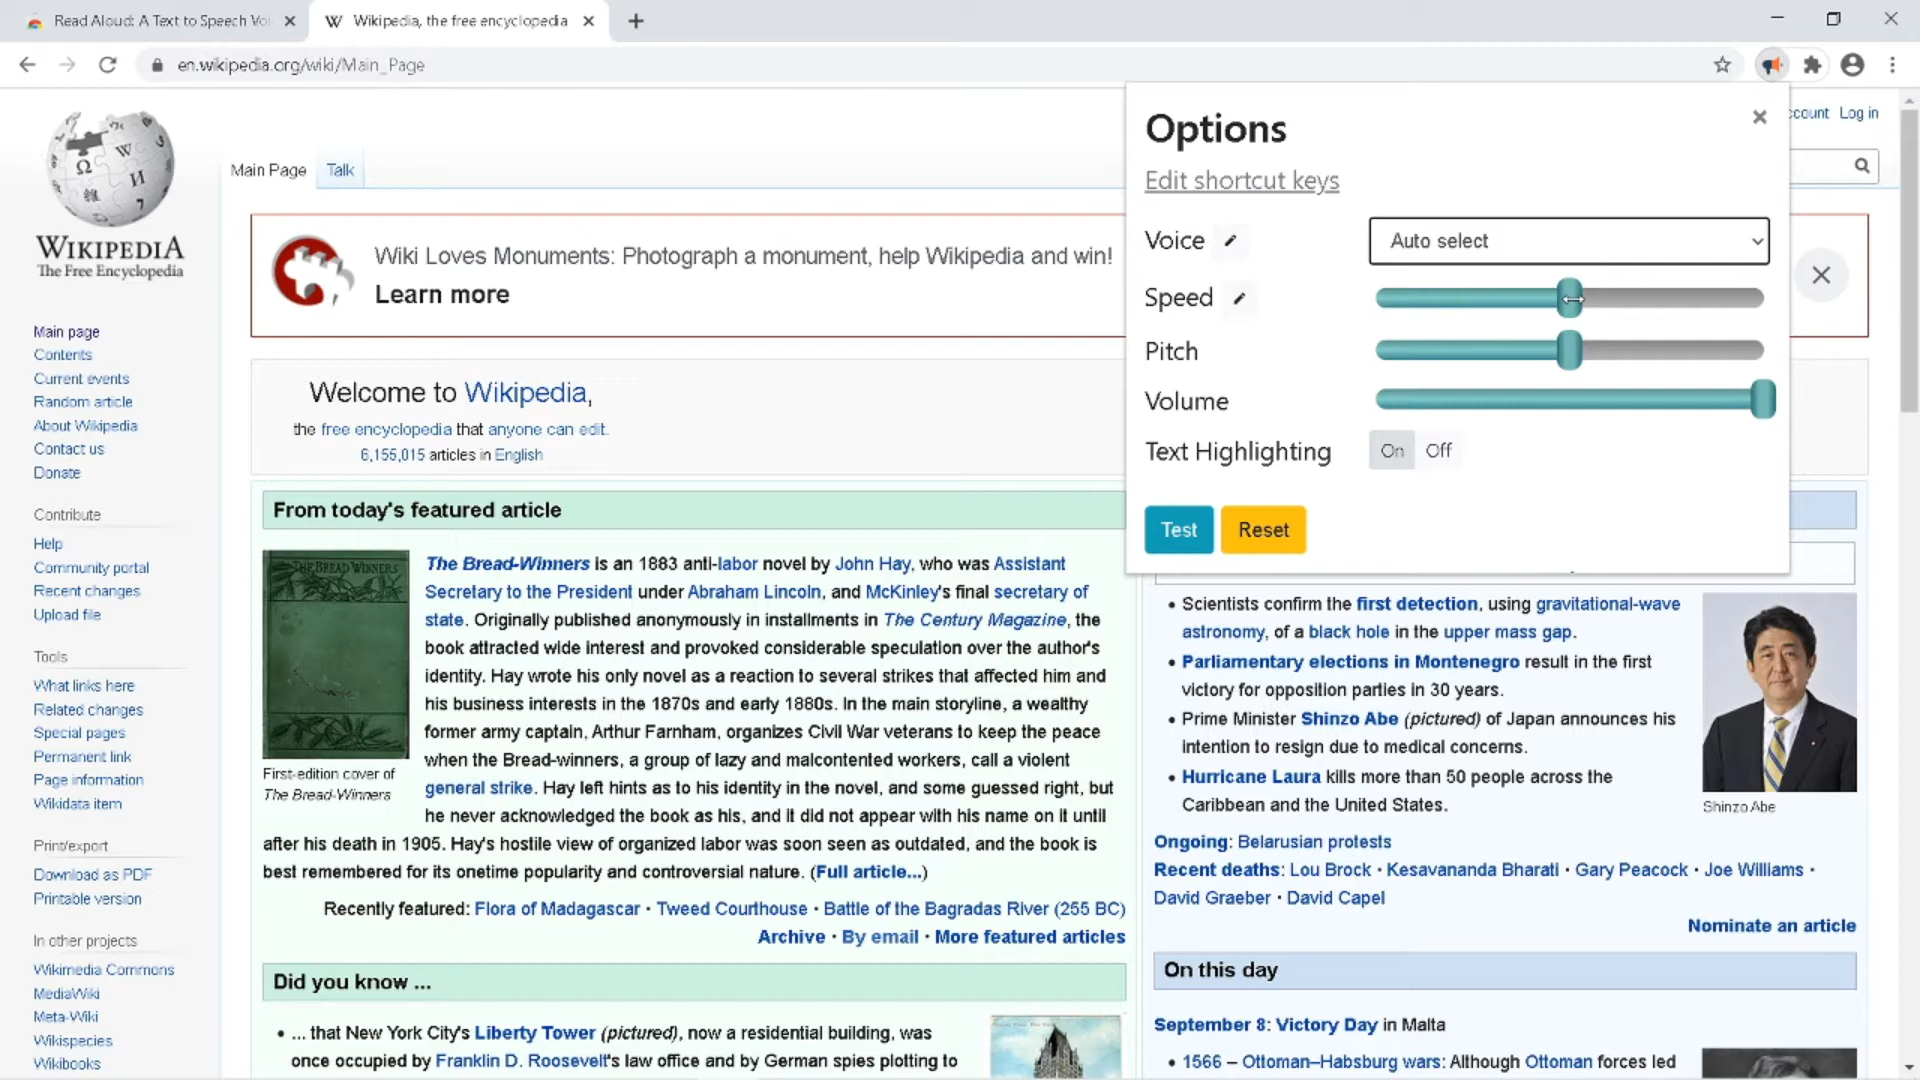 Read Aloud: A Text to Speech Voi
Wikipedia, the free encyclopedia
en.wikipedia.org/wiki/Main_Page
ccount Log in
Main Page Talk
WIKIPEDIA
The Free Encyclopedia
Main page
Contents
Current events
Random article
About Wikipedia
Contact us
Donate
Contribute
Help
Community portal
Recent changes
Upload file
Tools
What links here
Related changes
Special pages
Permanent link
Page information
Wikidata item
Print/export
Download as PDF
Printable version
In other projects
Wikimedia Commons
MediaWiki
Meta-Wiki
Wikispecies
Wikibooks
Wiki Loves Monuments: Photograph a monument, help Wikipedia and win!
Learn more
Welcome to Wikipedia,
the free encyclopedia that anyone can edit.
6,155,015 articles in English
From today's featured article
THE BREAD-WINNERS
First-edition cover of
The Bread-Winners
The Bread-Winners is an 1883 anti-labor novel by John Hay, who was Assistant
Secretary to the President under Abraham Lincoln, and McKinley's final secretary of
state. Originally published anonymously in installments in The Century Magazine, the
book attracted wide interest and provoked considerable speculation over the author's
identity. Hay wrote his only novel as a reaction to several strikes that affected him and
his business interests in the 1870s and early 1880s. In the main storyline, a wealthy
former army captain, Arthur Farnham, organizes Civil War veterans to keep the peace
when the Bread-winners, a group of lazy and malcontented workers, call a violent
general strike. Hay left hints as to his identity in the novel, and some guessed right, but
he never acknowledged the book as his, and it did not appear with his name on it until
after his death in 1905. Hay's hostile view of organized labor was soon seen as outdated, and the book is
best remembered for its onetime popularity and controversial nature. (Full article...)
Recently featured: Flora of Madagascar · Tweed Courthouse · Battle of the Bagradas River (255 BC)
Archive · By email · More featured articles
Did you know ...
• ... that New York City's Liberty Tower (pictured), now a residential building, was
once occupied by Franklin D. Roosevelt's law office and by German spies plotting to
Options
Edit shortcut keys
Voice Auto select
Speed
Pitch
Volume
Text Highlighting On Off
Test Reset
• Scientists confirm the first detection, using gravitational-wave
astronomy, of a black hole in the upper mass gap.
• Parliamentary elections in Montenegro result in the first
victory for opposition parties in 30 years.
• Prime Minister Shinzo Abe (pictured) of Japan announces his
intention to resign due to medical concerns.
• Hurricane Laura kills more than 50 people across the
Caribbean and the United States.
Shinzo Abe
Ongoing: Belarusian protests
Recent deaths: Lou Brock · Kesavananda Bharati · Gary Peacock · Joe Williams ·
David Graeber · David Capel
Nominate an article
On this day
September 8: Victory Day in Malta
• 1566 – Ottoman–Habsburg wars: Although Ottoman forces led